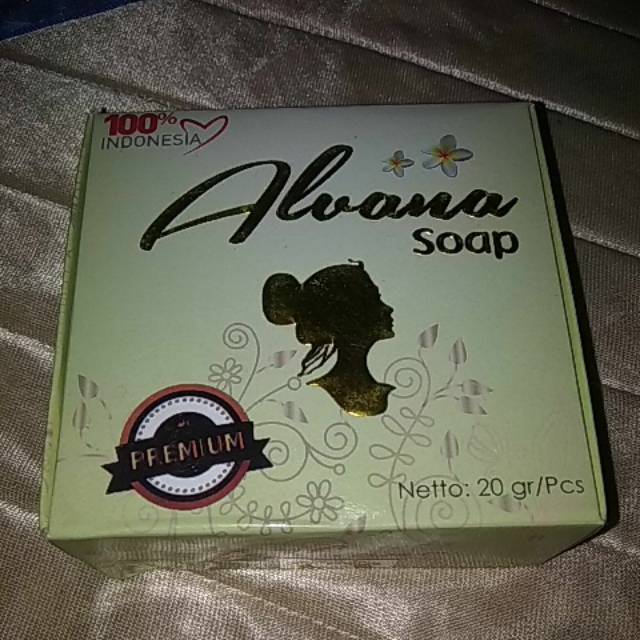 100%
INDONESIA
Alvana
Soap
PREMIUM
Netto: 20 gr/Pcs